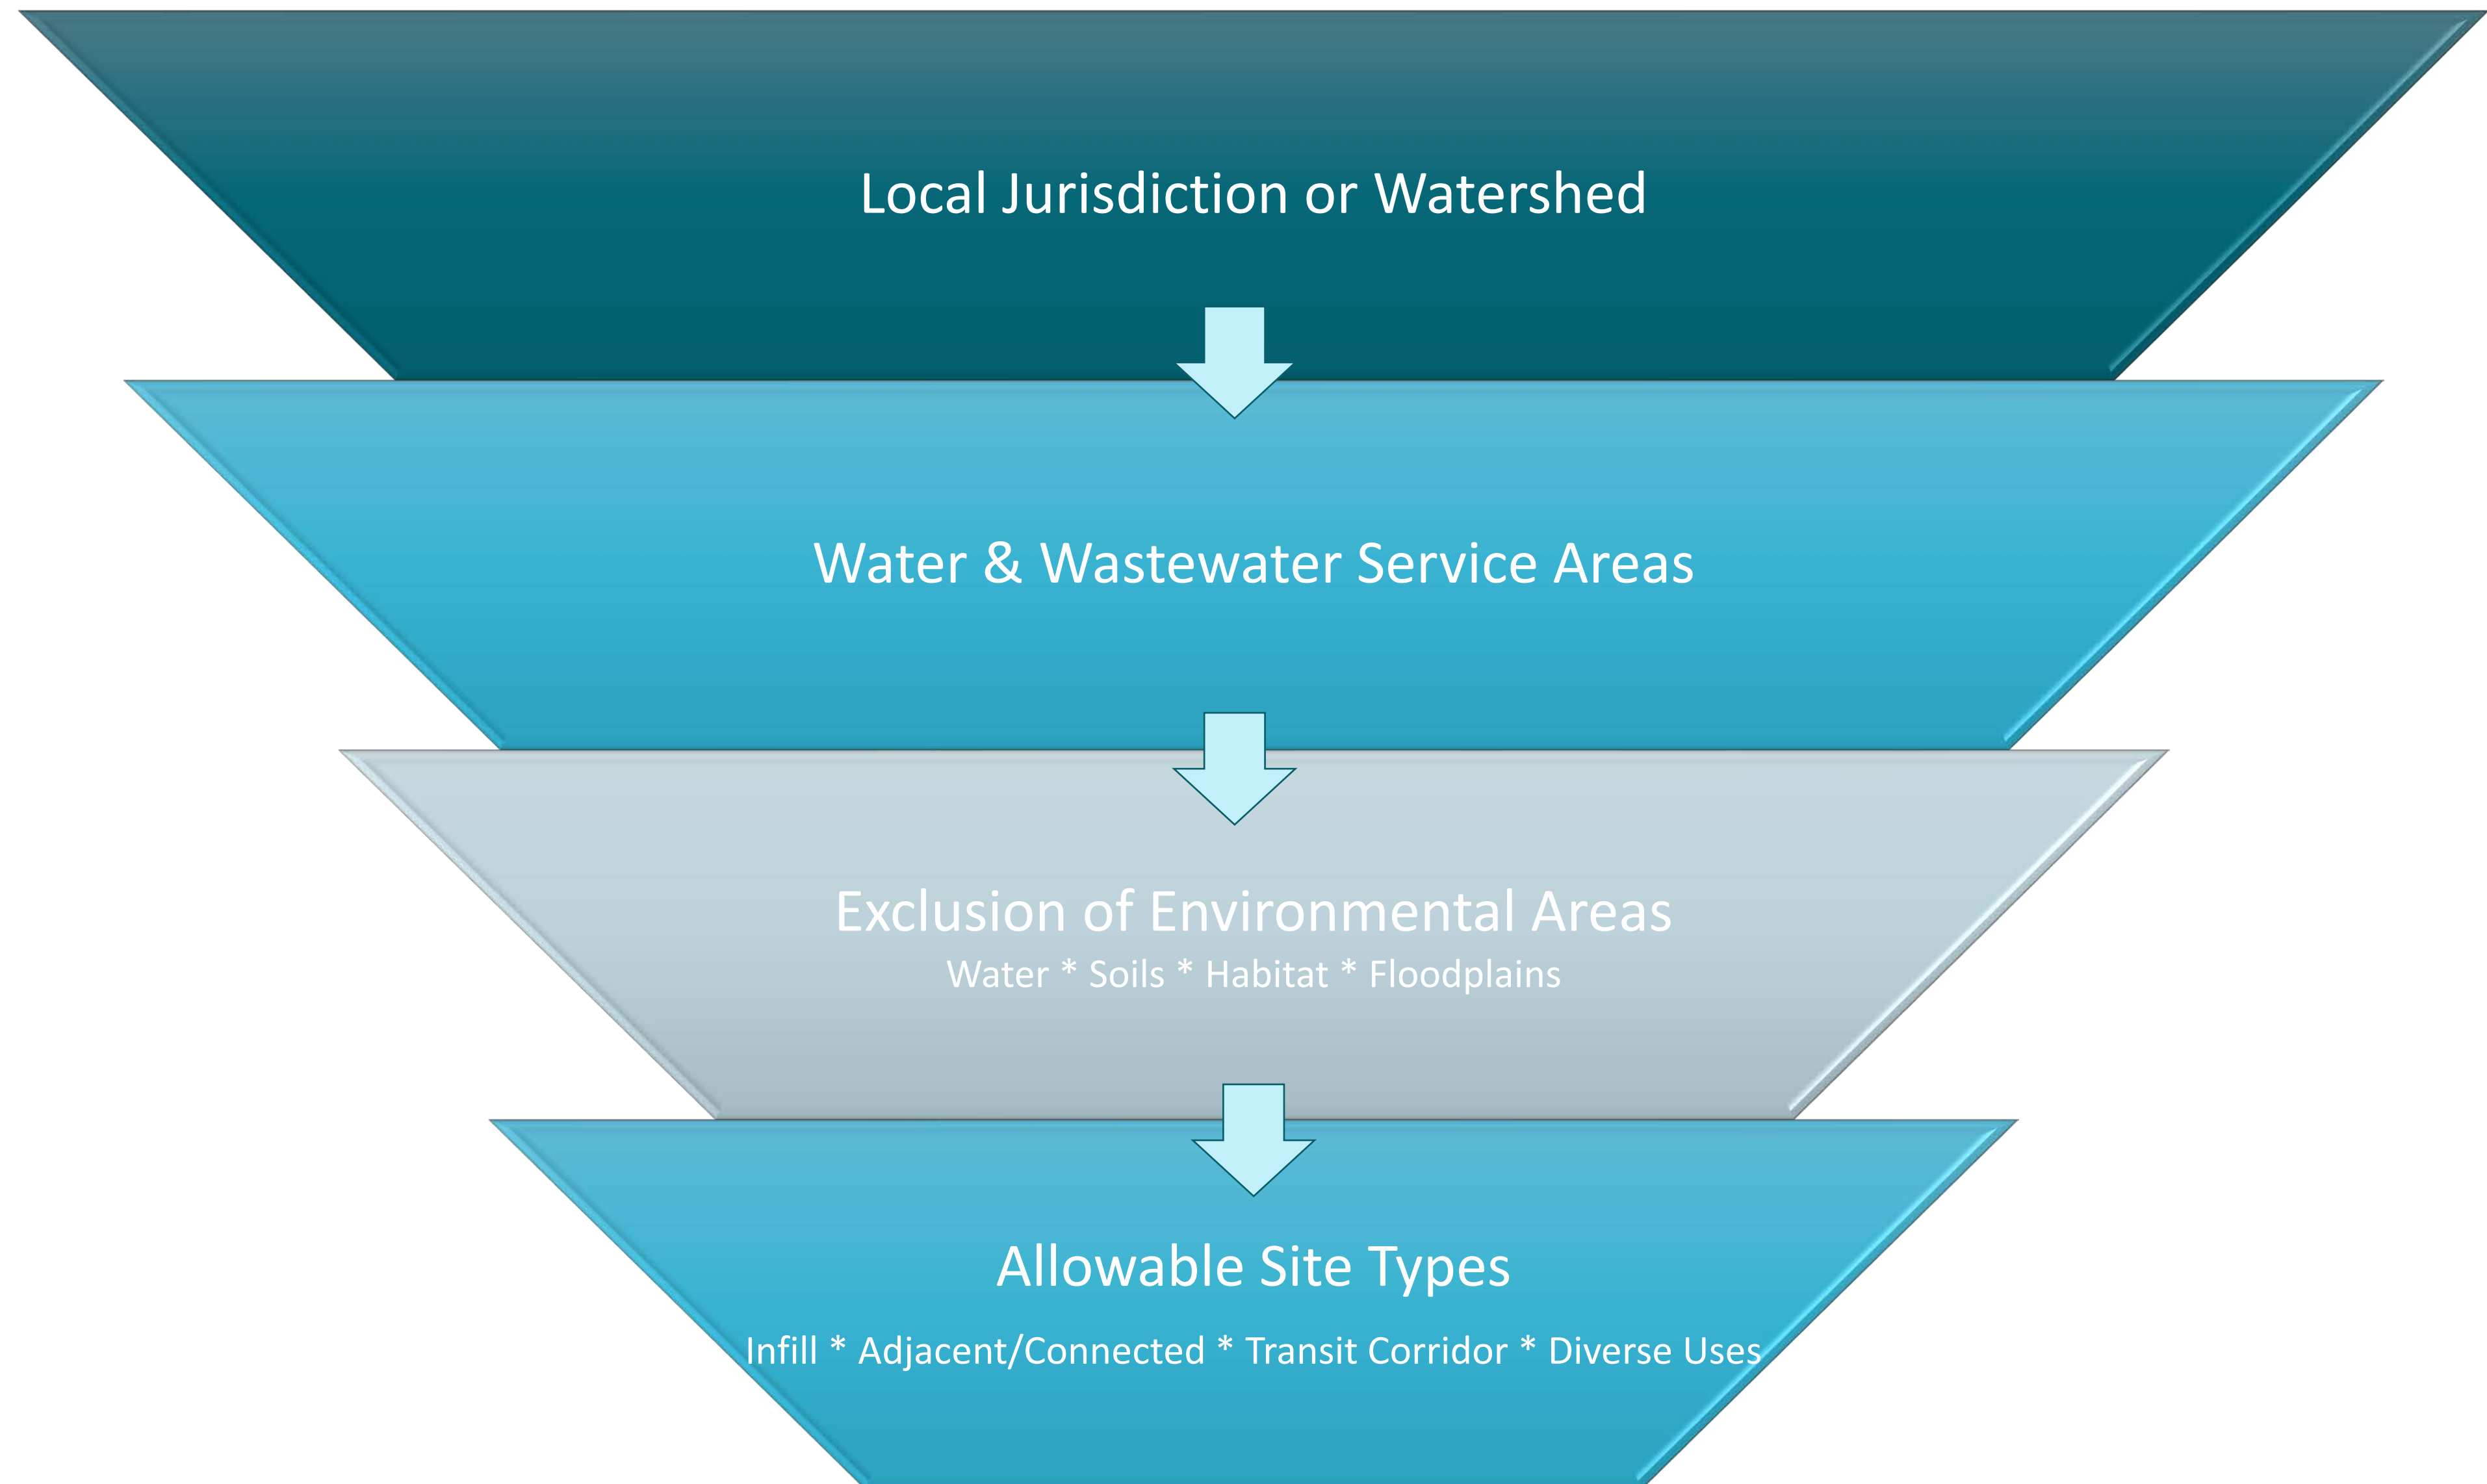 Local Jurisdiction or Watershed
Water & Wastewater Service Areas
Exclusion of Environmental Areas
Water * Soils * Habitat * Floodplains
Allowable Site Types
Infill * Adjacent/Connected * Transit Corridor * Diverse Uses